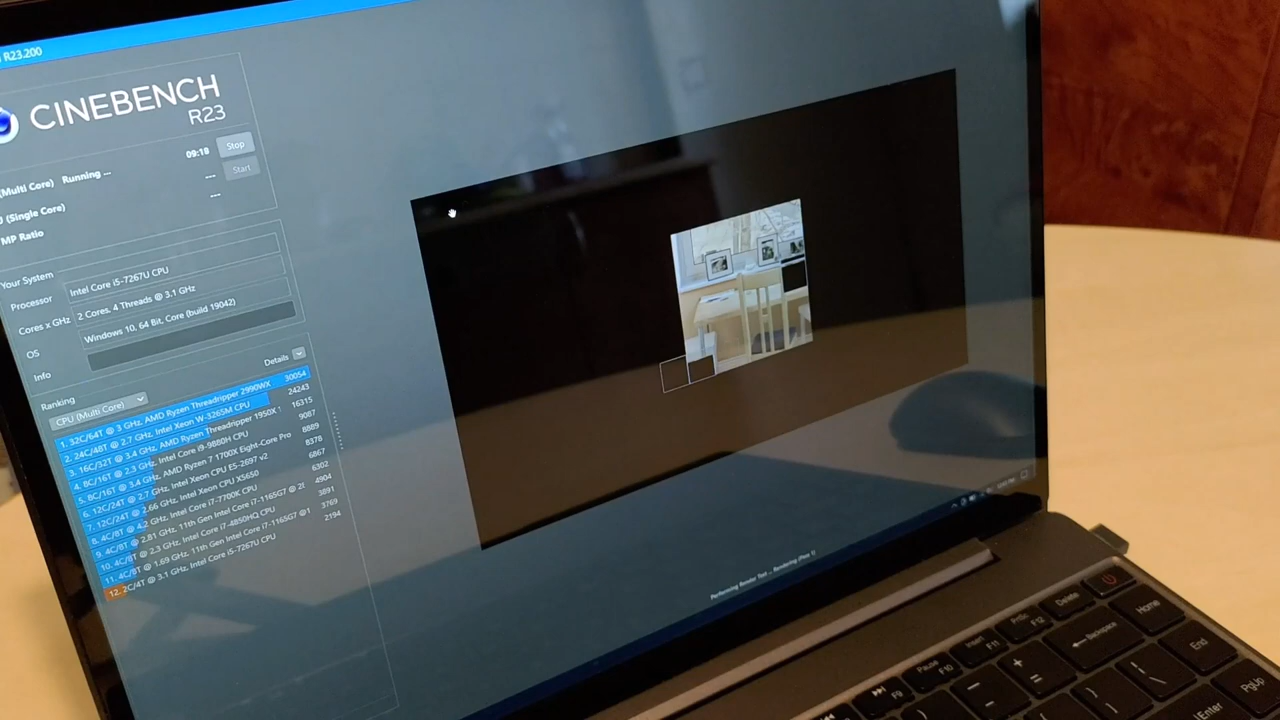 R23.200
CINEBENCH
R23
09:19 Stop
(Multi Core) Running ...
--- Start
(Single Core)
---
MP Ratio
Your System
Processor Intel Core i5-7267U CPU
Cores x GHz 2 Cores, 4 Threads @ 3.1 GHz
OS Windows 10, 64 Bit, Core (build 19042)
Info
Ranking Details
CPU (Multi Core)
1. 32C/64T @ 3 GHz, AMD Ryzen Threadripper 2990WX 30054
2. 24C/48T @ 2.7 GHz, Intel Xeon W-3265M CPU 24243
3. 16C/32T @ 3.4 GHz, AMD Ryzen Threadripper 1950X 16315
4. 8C/16T @ 2.3 GHz, Intel Core i9-9880H CPU 9087
5. 8C/16T @ 3.4 GHz, AMD Ryzen 7 1700X Eight-Core Pro 8889
6. 12C/24T @ 2.7 GHz, Intel Xeon CPU E5-2697 v2 8378
7. 12C/24T @ 2.66 GHz, Intel Xeon CPU X5650 6867
8. 4C/8T @ 4.2 GHz, Intel Core i7-7700K CPU 6302
9. 4C/8T @ 2.81 GHz, 11th Gen Intel Core i7-1165G7 @ 2 4904
10. 4C/8T @ 2.3 GHz, Intel Core i7-4850HQ CPU 3891
11. 4C/8T @ 1.69 GHz, 11th Gen Intel Core i7-1165G7 @1 3769
12. 2C/4T @ 3.1 GHz, Intel Core i5-7267U CPU 2194
Performing Render Test ... Rendering (Pass 1)
F9
Pause F10
Insert F11
PrtSc F12
Delete
Home
Backspace
End
PgUp
Enter